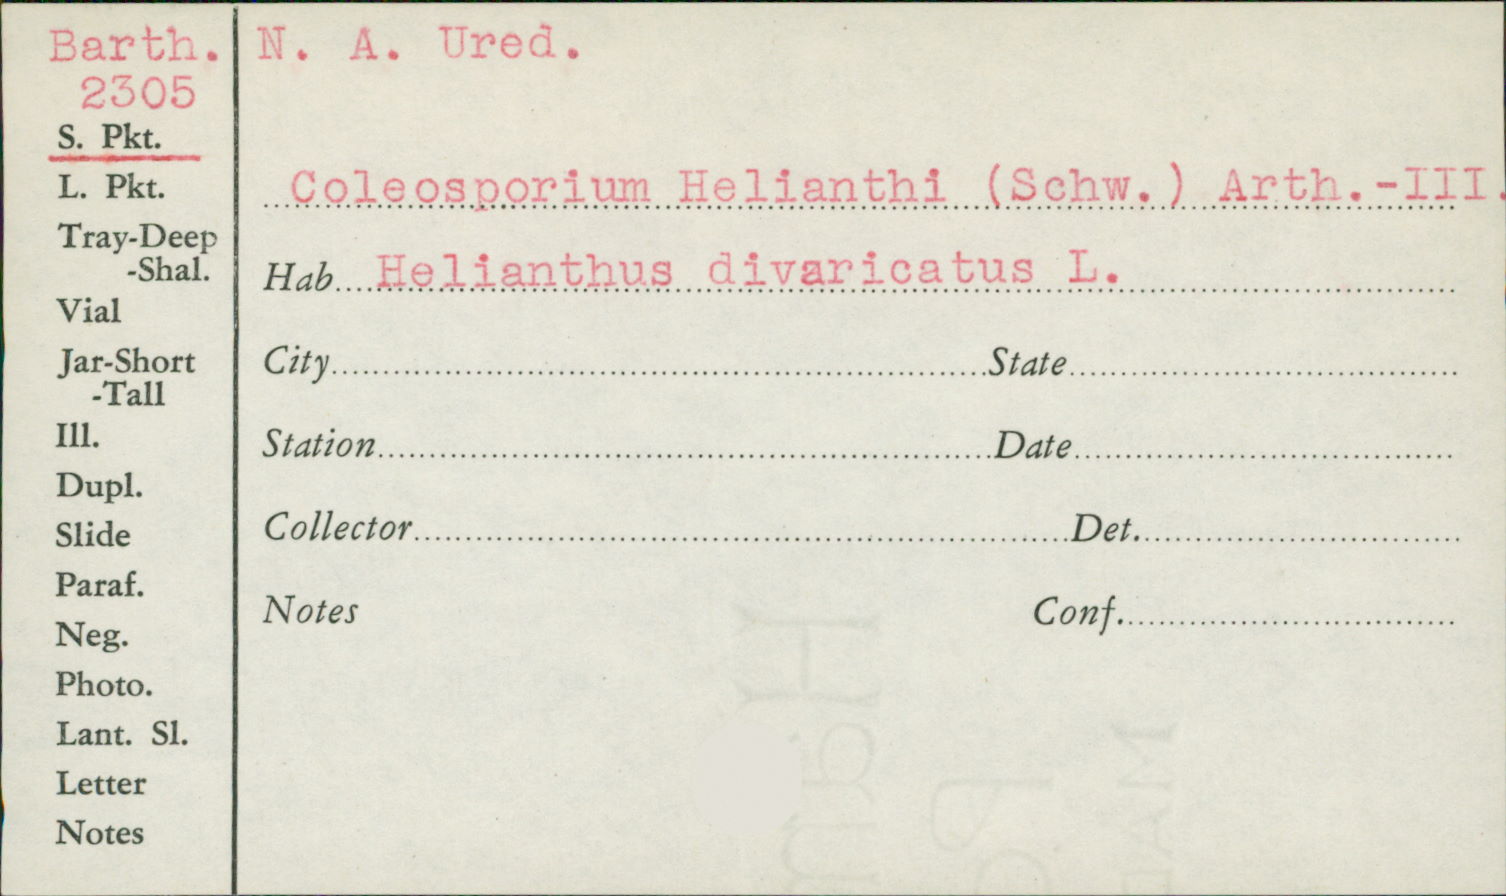 Barth.
2305
S. Pkt.
L. Pkt.
Tray-Deep
-Shal.
Vial
Jar-Short
-Tall
Ill.
Dupl.
Slide
Paraf.
Neg.
Photo.
Lant. Sl.
Letter
Notes
N. A. Ured.
Coleosporium Helianthi (Schw.) Arth.-III.
Hab. Helianthus divaricatus L.
City State
Station Date
Collector Det.
Notes Conf.